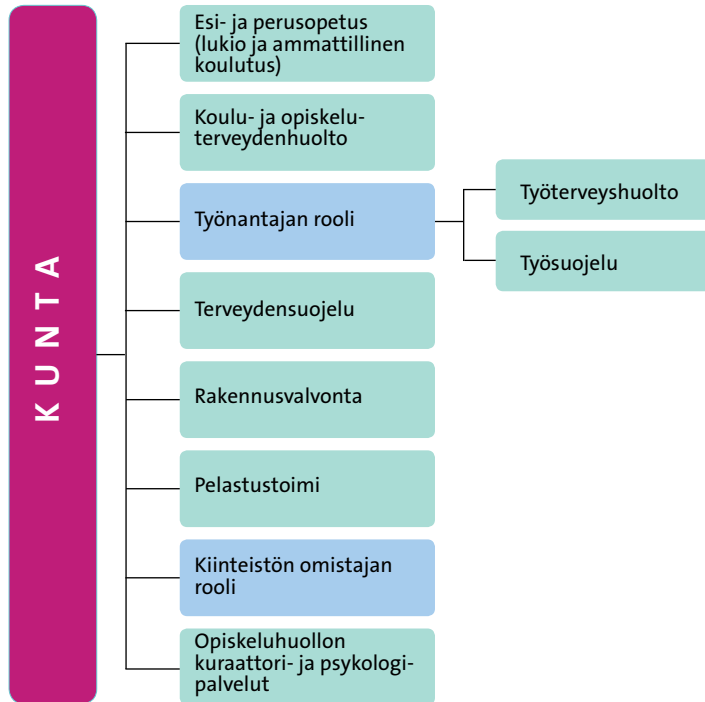 KUNTA
Esi- ja perusopetus
(lukio ja ammattillinen
koulutus)
Koulu- ja opiskelu-
terveydenhuolto
Työnantajan rooli
Työterveyshuolto
Työsuojelu
Terveydensuojelu
Rakennusvalvonta
Pelastustoimi
Kiinteistön omistajan
rooli
Opiskeluhuollon
kuraattori- ja psykologi-
palvelut